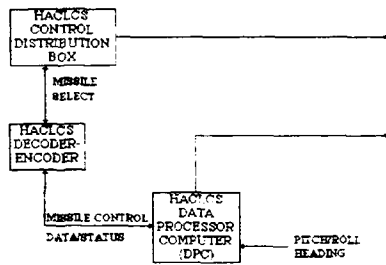 HACLCS
CONTROL
DISTRIBUTION
BOX
MISSILE
SELECT
HACLCS
DECODER-
ENCODER
MISSILE CONTROL
DATA/STATUS
HACLCS
DATA
PROCESSOR
COMPUTER
(DPC)
PITCH/ROLL
HEADING